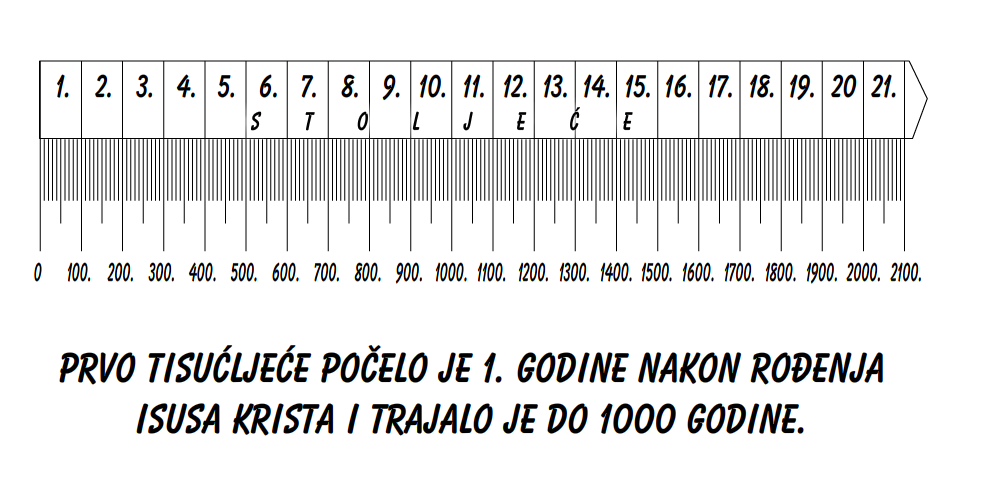 1. 2. 3. 4. 5. 6. 7. 8. 9. 10. 11. 12. 13. 14. 15. 16. 17. 18. 19. 20 21.
S T O L J E Ć E
0 100. 200. 300. 400. 500. 600. 700. 800. 900. 1000. 1100. 1200. 1300. 1400. 1500. 1600. 1700. 1800. 1900. 2000. 2100.
PRVO TISUĆLJEĆE POČELO JE 1. GODINE NAKON ROĐENJA
ISUSA KRISTA I TRAJALO JE DO 1000 GODINE.